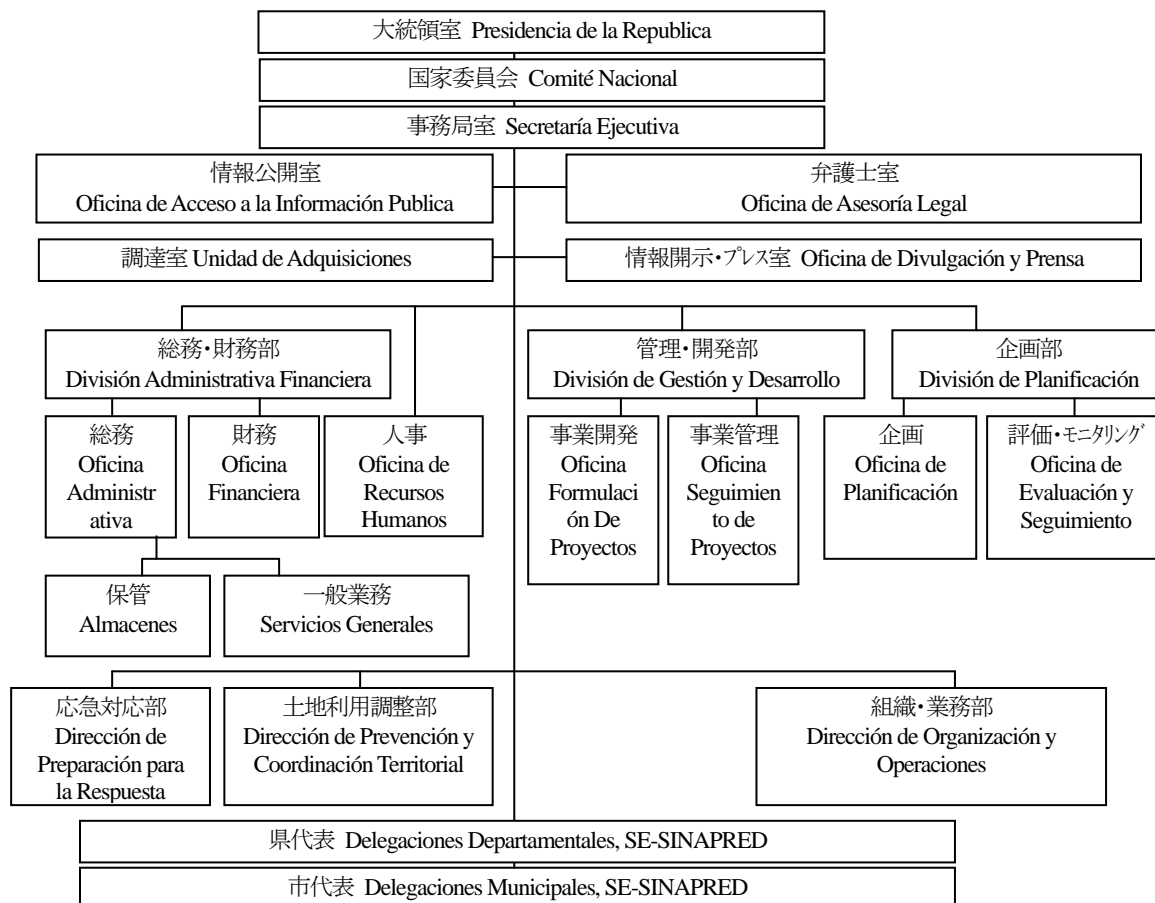 大統領室 Presidencia de la Republica
国家委員会 Comité Nacional
事務局室 Secretaría Ejecutiva
情報公開室
Oficina de Acceso a la Información Publica
弁護士室
Oficina de Asesoría Legal
調達室 Unidad de Adquisiciones
情報開示・プレス室 Oficina de Divulgación y Prensa
総務・財務部
División Administrativa Financiera
管理・開発部
División de Gestión y Desarrollo
企画部
División de Planificación
総務
Oficina
Administr
ativa
財務
Oficina
Financiera
人事
Oficina de
Recursos
Humanos
事業開発
Oficina
Formulaci
ón De
Proyectos
事業管理
Oficina
Seguimien
to de
Proyectos
企画
Oficina de
Planificación
評価・モニタリング
Oficina de
Evaluación y
Seguimiento
保管
Almacenes
一般業務
Servicios Generales
応急対応部
Dirección de
Preparación para
la Respuesta
土地利用調整部
Dirección de Prevención y
Coordinación Territorial
組織・業務部
Dirección de Organización y
Operaciones
県代表 Delegaciones Departamentales, SE-SINAPRED
市代表 Delegaciones Municipales, SE-SINAPRED